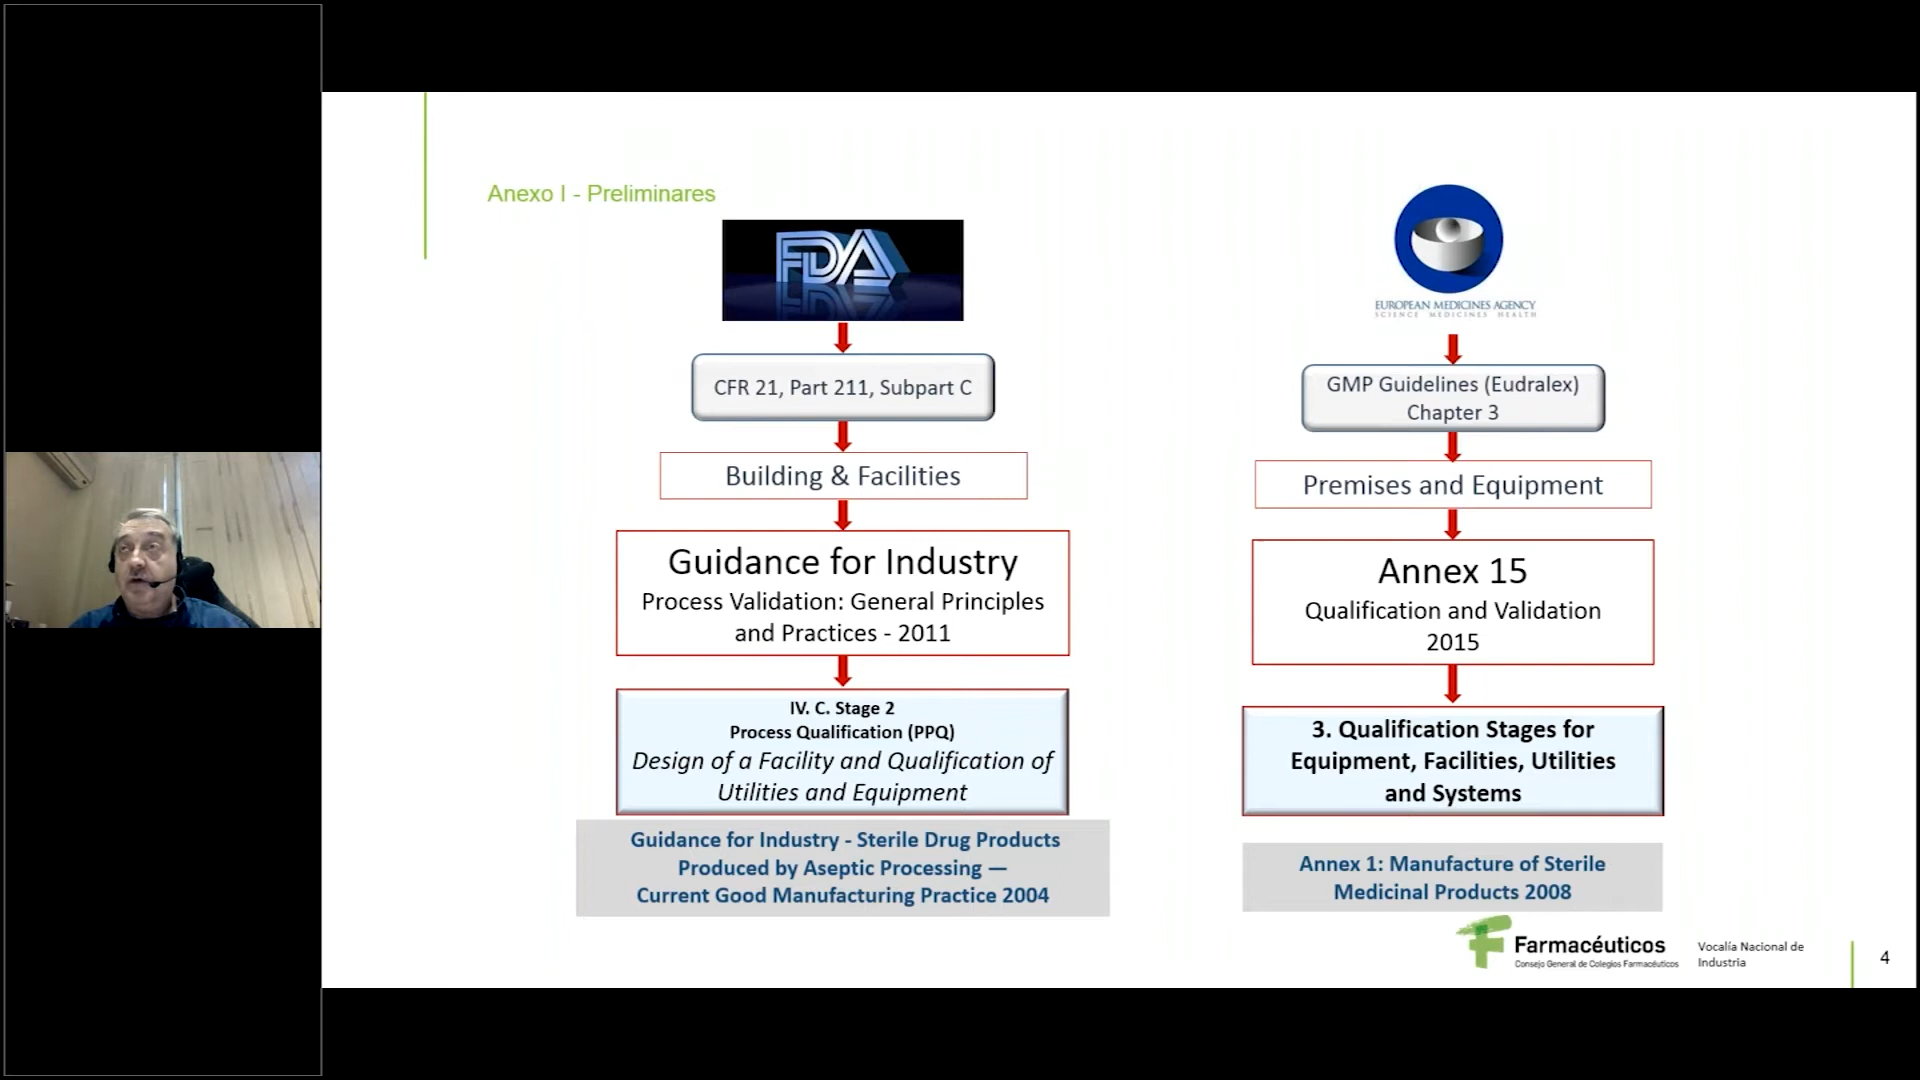 Anexo I - Preliminares
FDA
CFR 21, Part 211, Subpart C
Building & Facilities
Guidance for Industry
Process Validation: General Principles
and Practices - 2011
IV. C. Stage 2
Process Qualification (PPQ)
Design of a Facility and Qualification of
Utilities and Equipment
Guidance for Industry - Sterile Drug Products
Produced by Aseptic Processing —
Current Good Manufacturing Practice 2004
EUROPEAN MEDICINES AGENCY
SCIENCE MEDICINES HEALTH
GMP Guidelines (Eudralex)
Chapter 3
Premises and Equipment
Annex 15
Qualification and Validation
2015
3. Qualification Stages for
Equipment, Facilities, Utilities
and Systems
Annex 1: Manufacture of Sterile
Medicinal Products 2008
Farmacéuticos
Consejo General de Colegios Farmacéuticos
Vocalía Nacional de
Industria
4